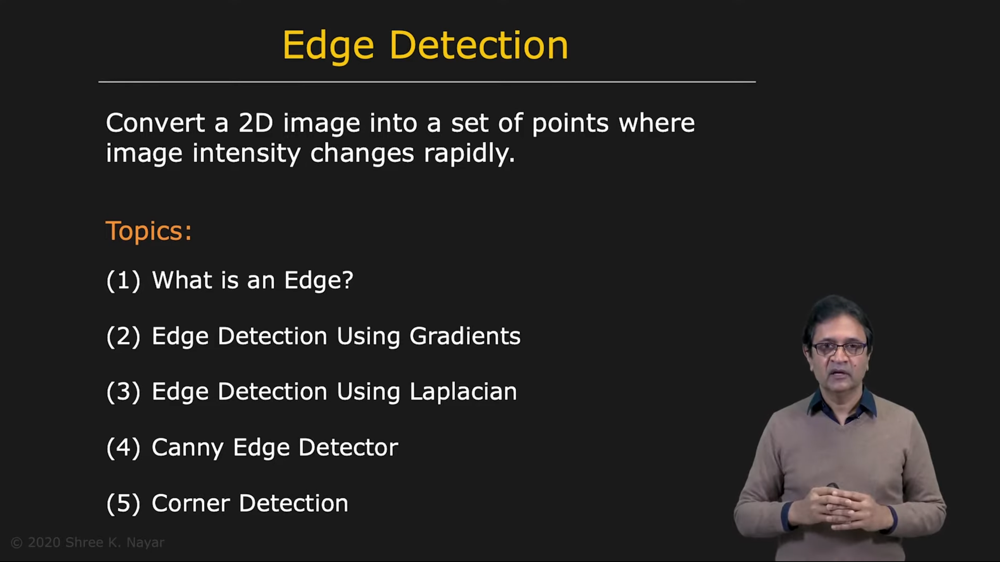 Edge Detection
Convert a 2D image into a set of points where
image intensity changes rapidly.
Topics:
(1) What is an Edge?
(2) Edge Detection Using Gradients
(3) Edge Detection Using Laplacian
(4) Canny Edge Detector
(5) Corner Detection
© 2020 Shree K. Nayar